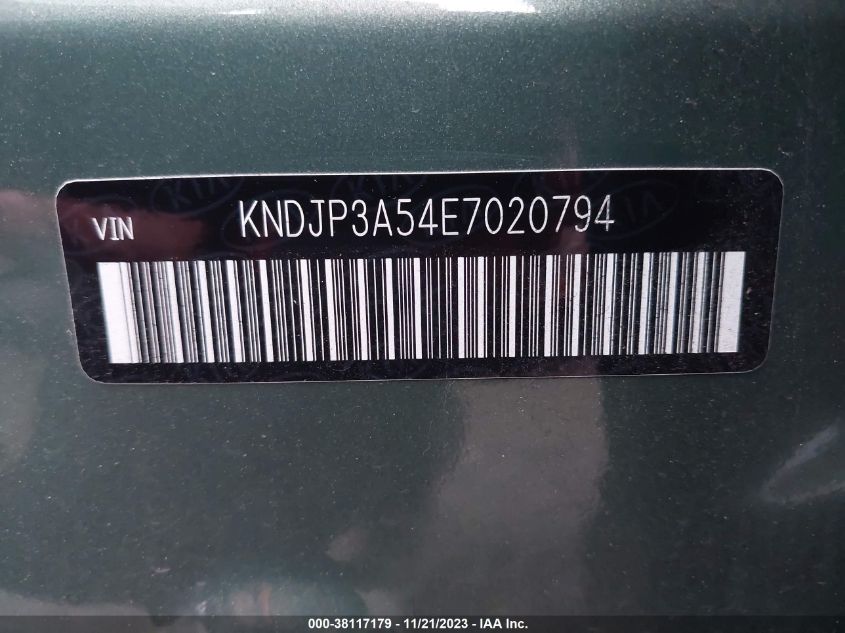 VIN KNDJP3A54E7020794
000-38117179 - 11/21/2023 - IAA Inc.